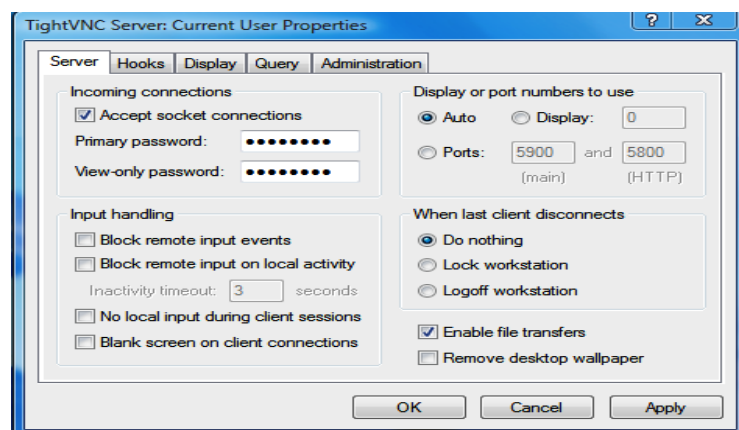 TightVNC Server: Current User Properties
Server Hooks Display Query Administration
Incoming connections
Accept socket connections
Primary password: ●●●●●●●●
View-only password: ●●●●●●●●
Display or port numbers to use
Auto Display: 0
Ports: 5900 and 5800
(main) (HTTP)
Input handling
Block remote input events
Block remote input on local activity
Inactivity timeout: 3 seconds
No local input during client sessions
Blank screen on client connections
When last client disconnects
Do nothing
Lock workstation
Logoff workstation
Enable file transfers
Remove desktop wallpaper
OK Cancel Apply